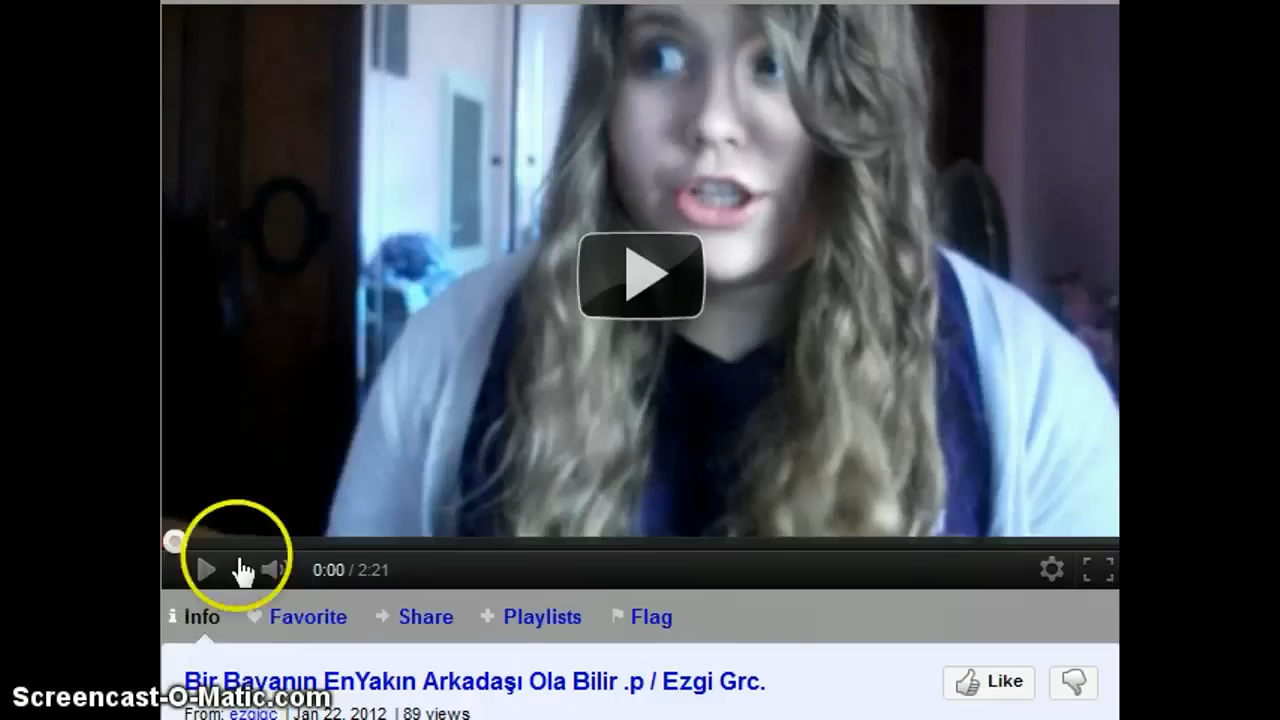 0:00 / 2:21
Info Favorite Share Playlists Flag
Bir Bayanın EnYakın Arkadaşı Ola Bilir .p / Ezgi Grc.
Like
Screencast-O-Matic.com
From: ezgigc | Jan 22, 2012 | 89 views